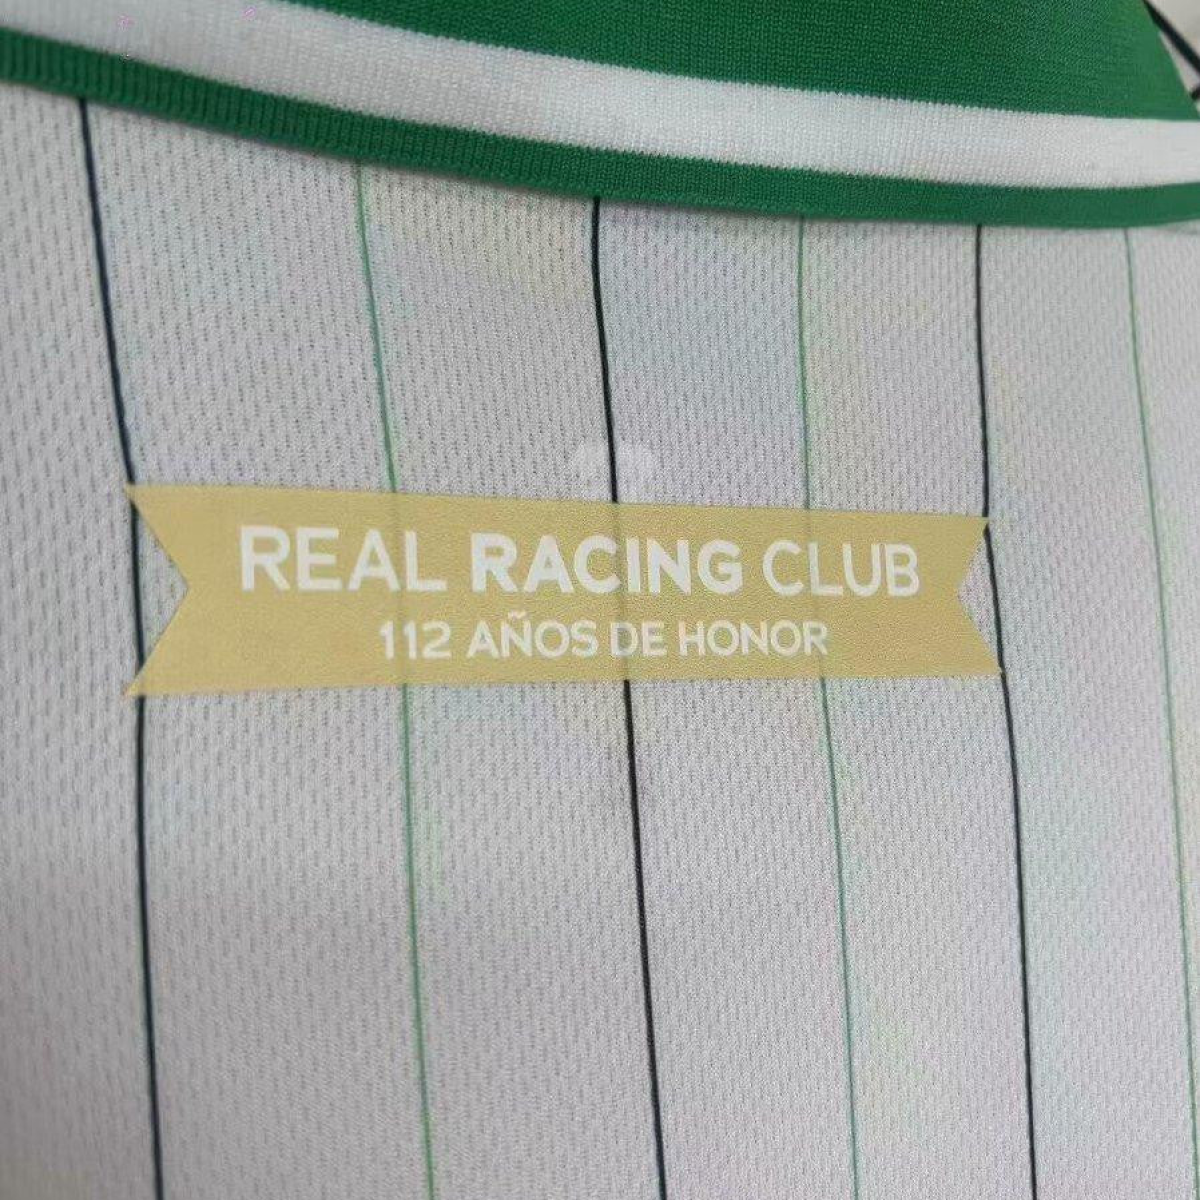 REAL RACING CLUB
112 AÑOS DE HONOR